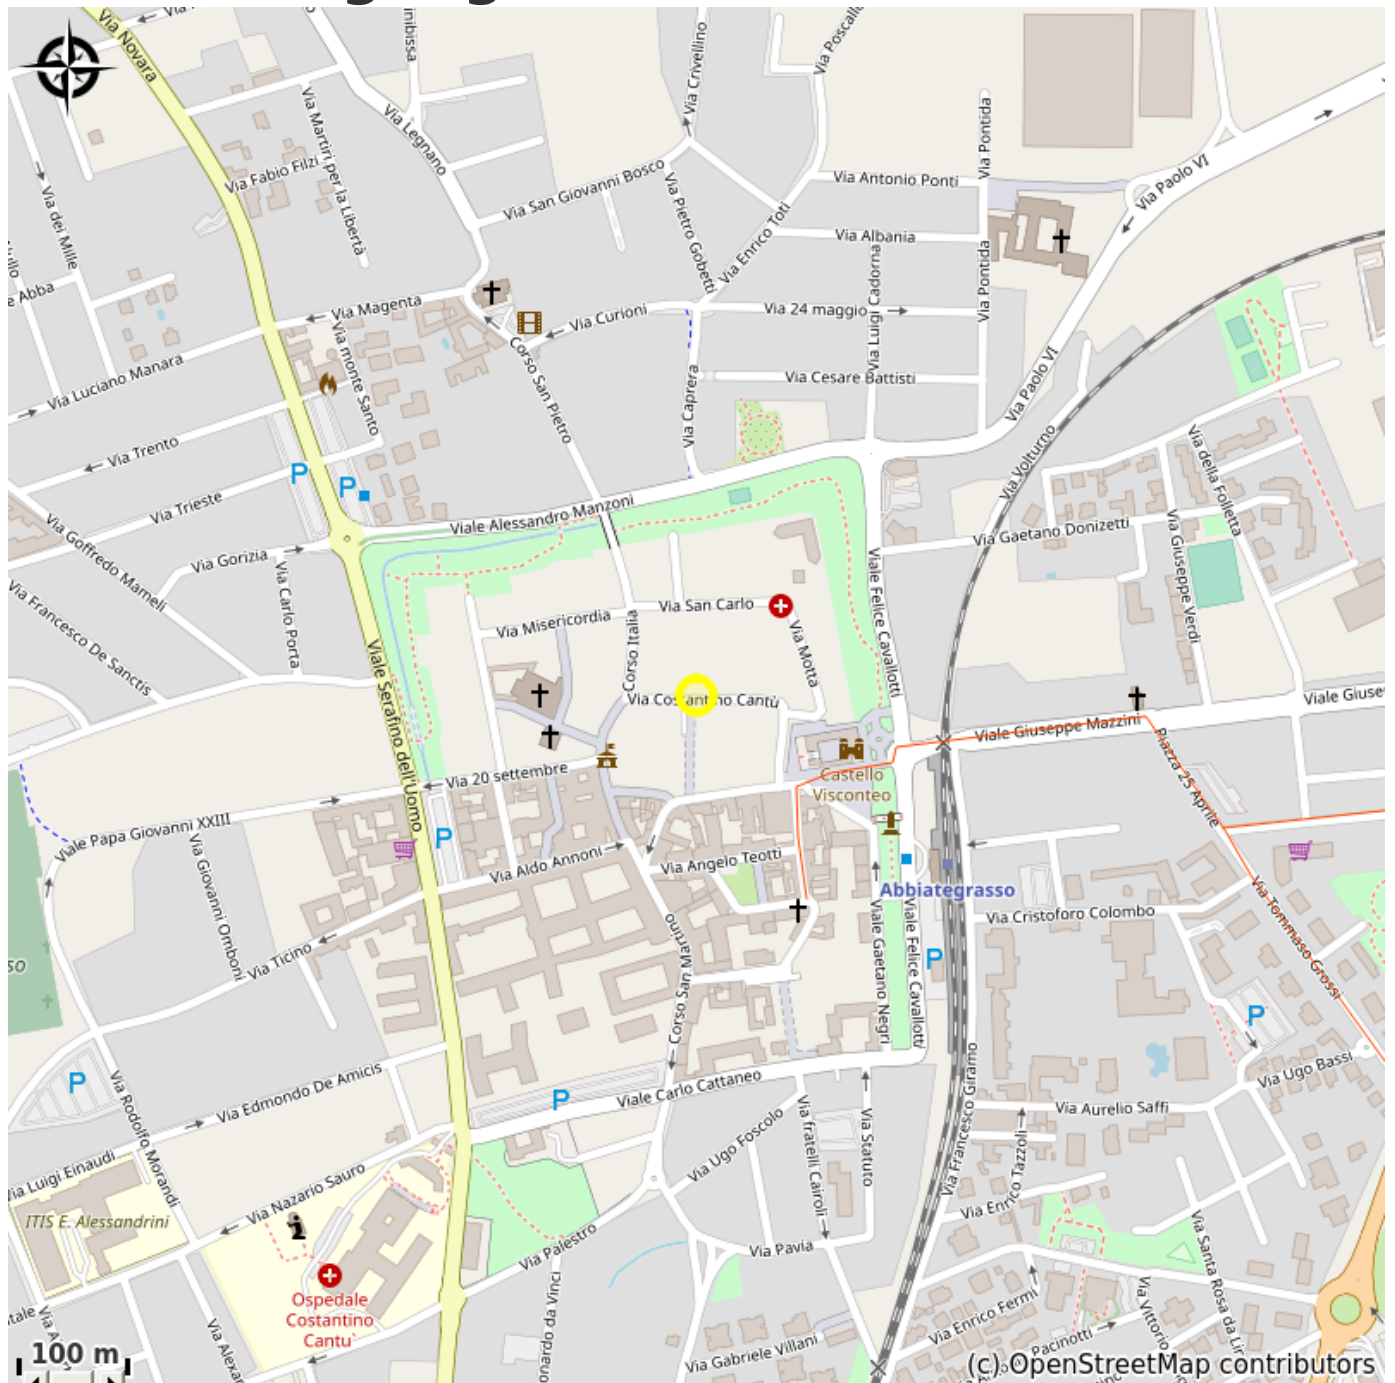 Via Novara
Via Legnano
Via Crivellino
Via Martiri per la Libertà
Via Fabio Filzi
Via San Giovanni Bosco
Via Pietro Gobetti
Via Enrico Toti
Via Antonio Ponti
Via Pontida
Via Paolo VI
Via dei Mille
Via Albania
Via Pontida
Via Luigi Cadorna
Via Magenta
Via Curioni
Via 24 maggio
Via monte Santo
Via Luciano Manara
Corso San Pietro
Via Caprera
Via Cesare Battisti
Via Paolo VI
Via Trento
Via Volturno
Via della Folletta
P
P
Via Trieste
Viale Alessandro Manzoni
Via Goffredo Mameli
Via Gorizia
Via Gaetano Donizetti
Via Giuseppe Verdi
Via Carlo Porta
Via Francesco De Sanctis
Viale Felice Cavallotti
Via Misericordia
Via San Carlo
Corso Italia
Via Motta
Viale Serafino dell'Uomo
Via Costantino Cantù
Viale Giuseppe Mazzini
Piazza 25 Aprile
Via 20 settembre
Castello
Visconteo
Viale Papa Giovanni XXIII
P
Via Giovanni Omboni
Via Aldo Annoni
Via Angelo Teotti
Abbiategrasso
Via Cristoforo Colombo
Via Tommaso Grossi
Via Ticino
Corso San Martino
Viale Gaetano Negri
Viale Felice Cavallotti
P
P
P
Via Rodolfo Morandi
Via Edmondo De Amicis
P
Viale Carlo Cattaneo
Via Francesco Giramo
Via Ugo Bassi
Via Aurelio Saffi
Via Ugo Foscolo
Via fratelli Cairoli
Via Statuto
Via Enrico Tazzoli
Via Luigi Einaudi
Via Nazario Sauro
ITIS E. Alessandrini
Via Palestro
Via Pavia
Ospedale
Costantino
Cantu`
Via Enrico Fermi
Via Gabriele Villani
100 m
(c) OpenStreetMap contributors